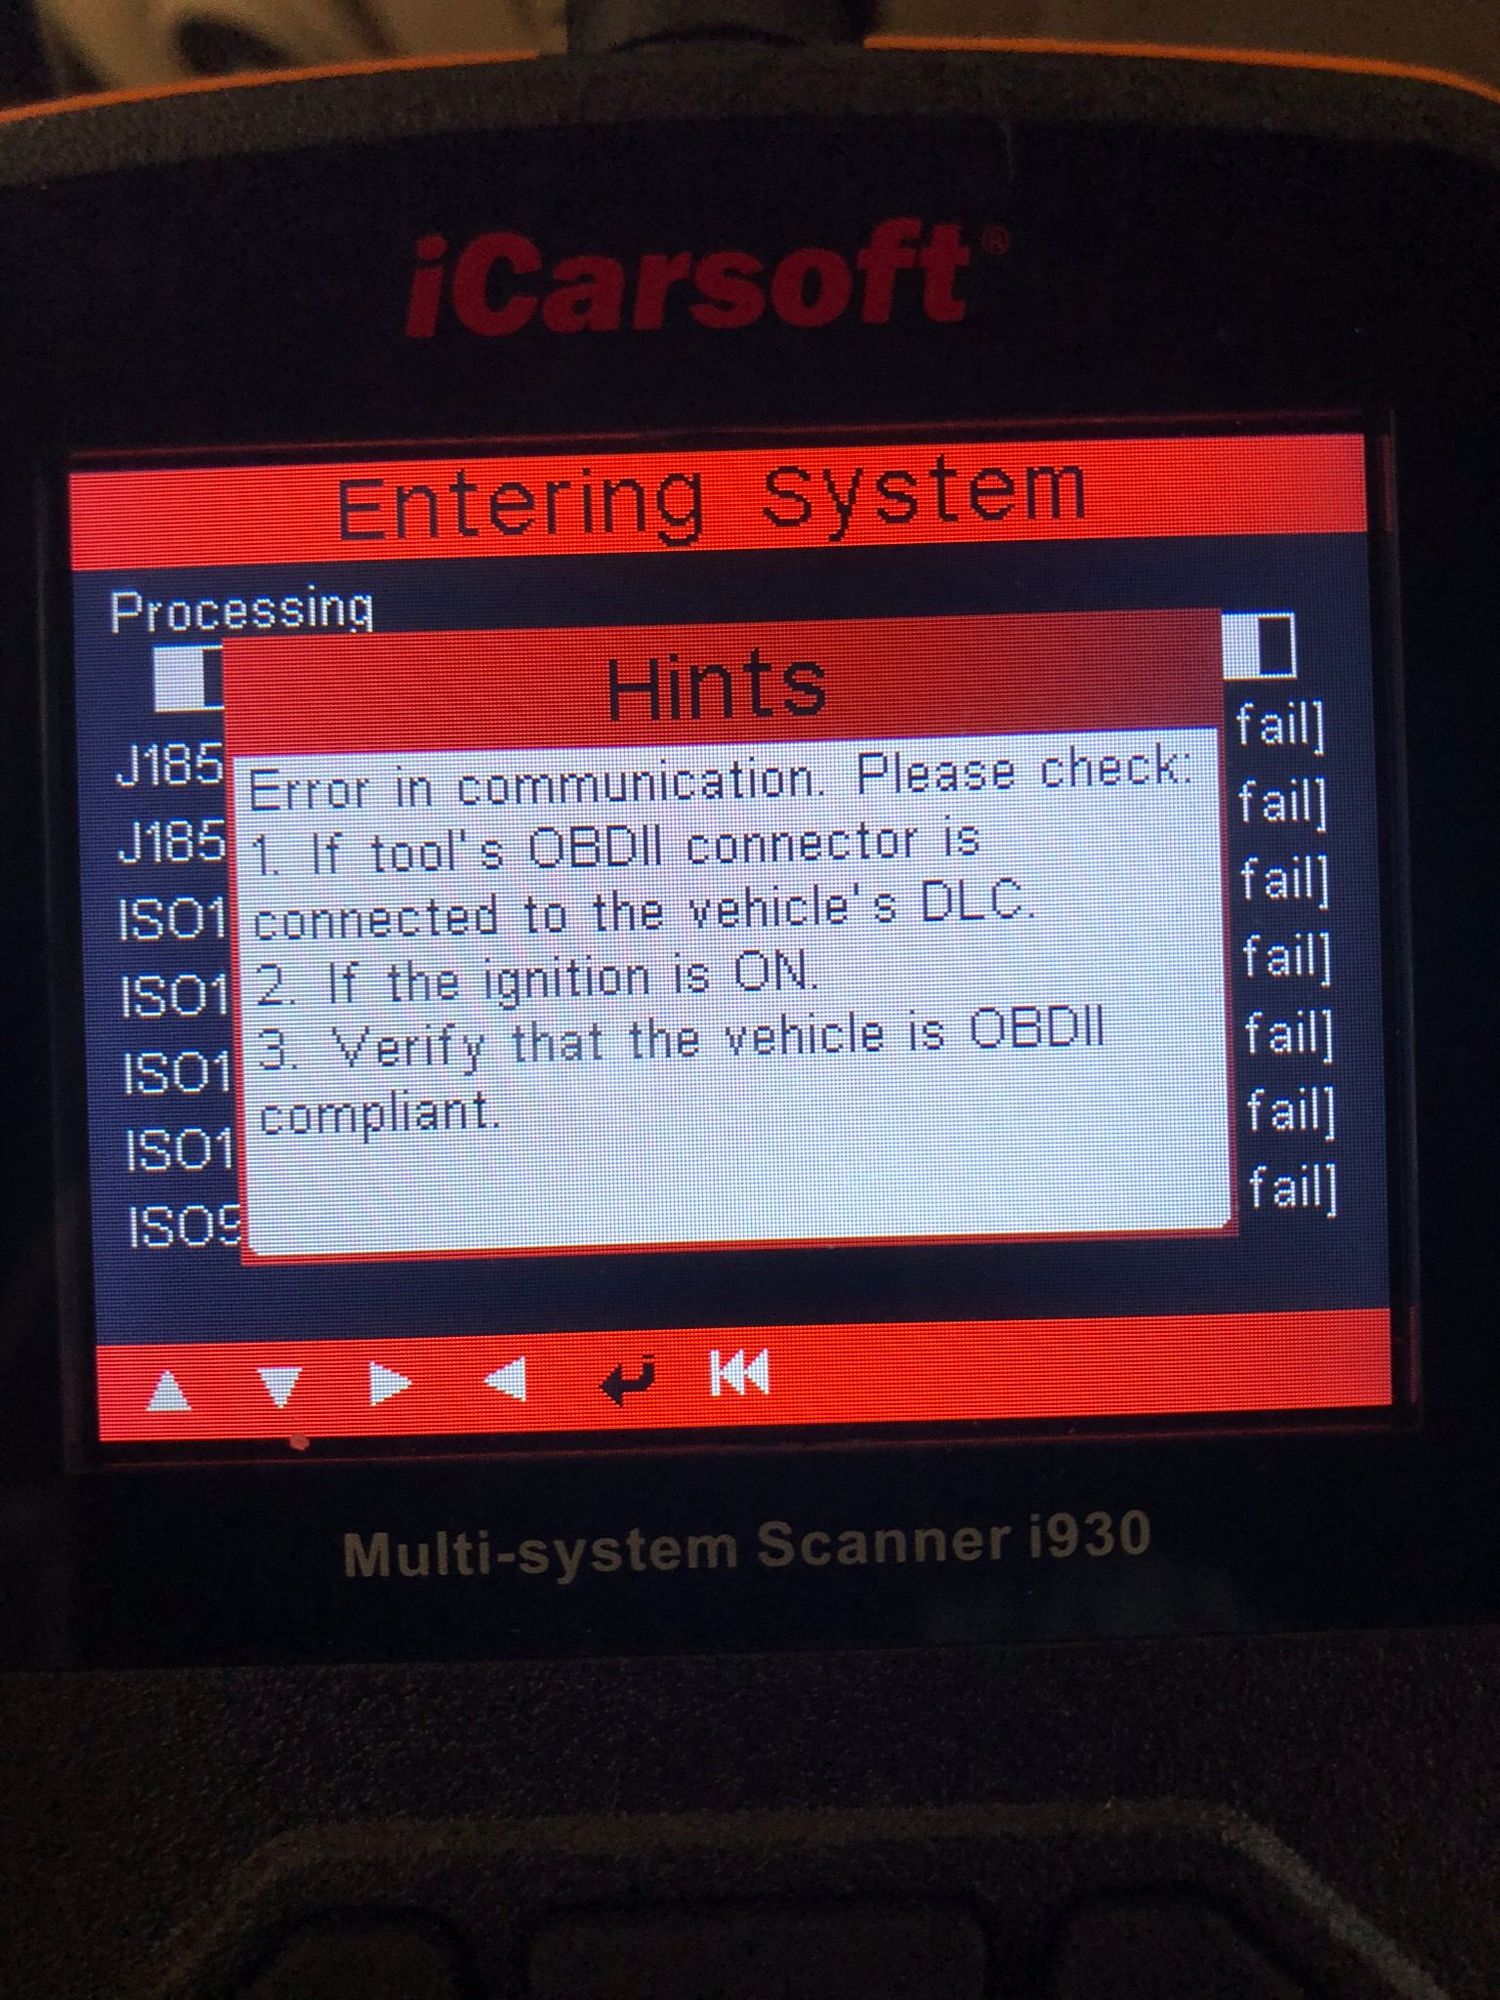 iCarsoft®
Entering System
Processing
Hints
Error in communication. Please check:
1. If tool's OBDII connector is
connected to the vehicle's DLC.
2. If the ignition is ON.
3. Verify that the vehicle is OBDII
compliant.
J185 fail]
J185 fail]
ISO1 fail]
ISO1 fail]
ISO1 fail]
ISO1 fail]
ISO9 fail]
Multi-system Scanner i930